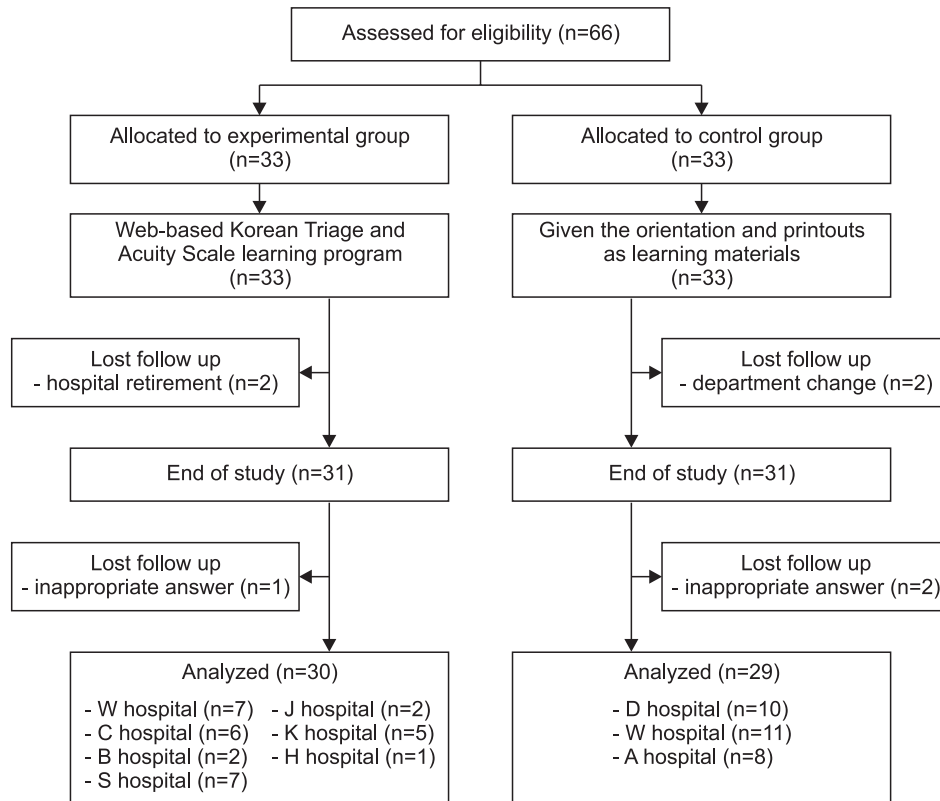 Assessed for eligibility (n=66)
Allocated to experimental group
(n=33)
Allocated to control group
(n=33)
Web-based Korean Triage and
Acuity Scale learning program
(n=33)
Given the orientation and printouts
as learning materials
(n=33)
Lost follow up
- hospital retirement (n=2)
Lost follow up
- department change (n=2)
End of study (n=31)
End of study (n=31)
Lost follow up
- inappropriate answer (n=1)
Lost follow up
- inappropriate answer (n=2)
Analyzed (n=30)
- W hospital (n=7)
- C hospital (n=6)
- B hospital (n=2)
- S hospital (n=7)
- J hospital (n=2)
- K hospital (n=5)
- H hospital (n=1)
Analyzed (n=29)
- D hospital (n=10)
- W hospital (n=11)
- A hospital (n=8)